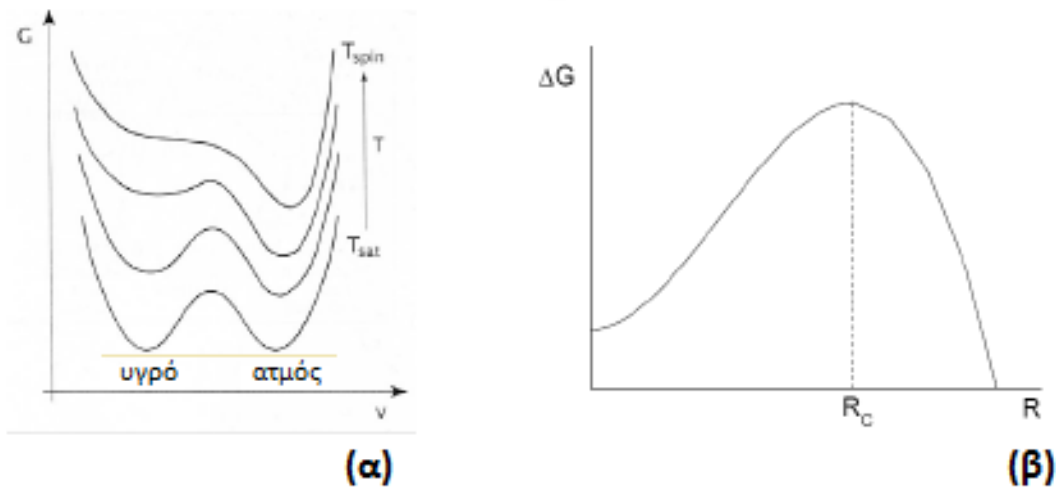 G
T_spin
T
T_sat
υγρό
ατμός
v
(α)
ΔG
R_C
R
(β)